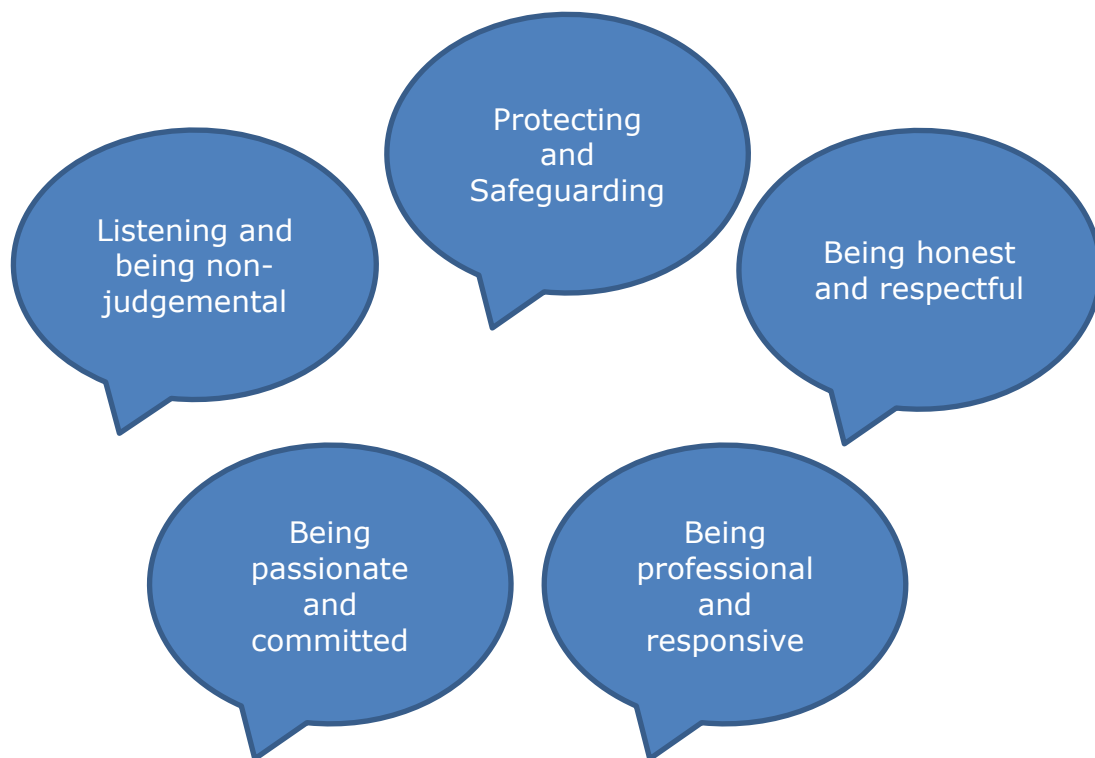 Protecting
and
Safeguarding
Listening and
being non-
judgemental
Being honest
and respectful
Being
passionate
and
committed
Being
professional
and
responsive